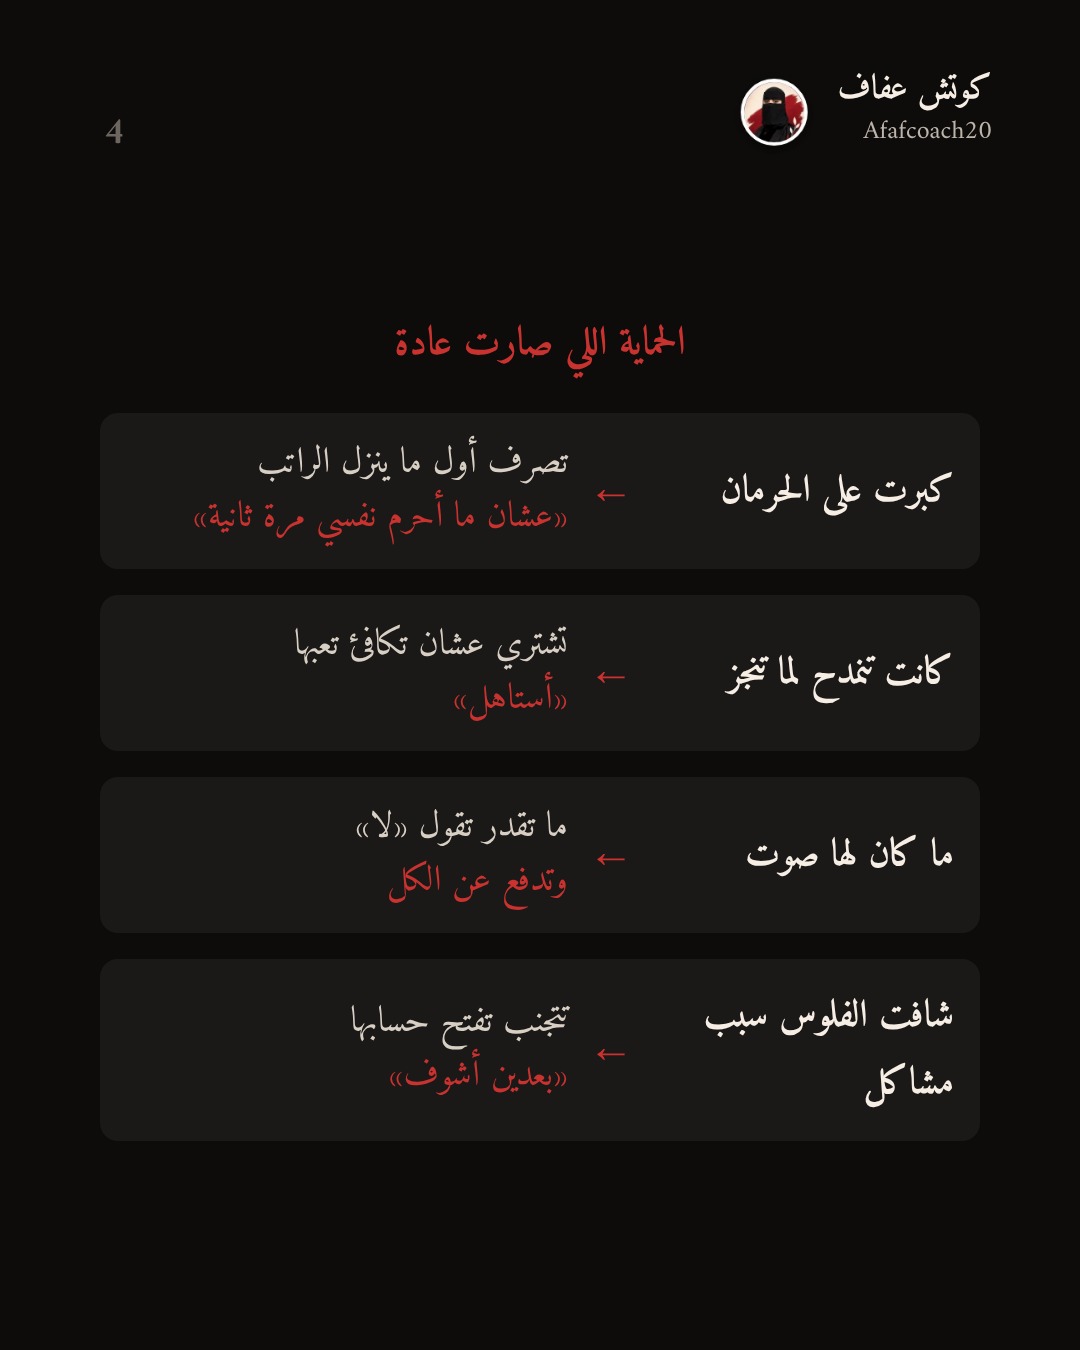 كوتش عفاف
Afafcoach20
4
الحماية اللي صارت عادة
كبرت على الحرمان
←
تصرف أول ما ينزل الراتب
«عشان ما أحرم نفسي مرة ثانية»
كانت تنمدح لما تنجز
←
تشتري عشان تكافئ تعبها
«أستاهل»
ما كان لها صوت
←
ما تقدر تقول «لا»
وتدفع عن الكل
شافت الفلوس سبب
مشاكل
←
تتجنب تفتح حسابها
«بعدين أشوف»